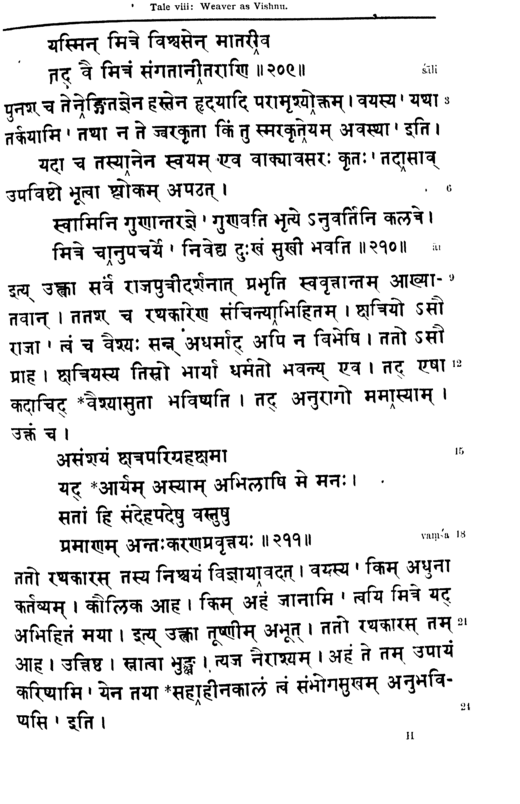 Tale viii: Weaver as Vishnu.
यस्मिन् मित्रे विश्वसेन् मातरीव
तद् वै मित्रं संगतानीतराणि ॥२०९॥ śāli
पुनश् च तेनेङ्गितज्ञेन हस्तेन हृदयादि परामृश्योक्तम् । वयस्य ' यथा 3
तर्कयामि ' तथा न ते ज्वरकृता किं तु स्मरकृतेयम् अवस्था ' इति ।
यदा च तस्यानेन स्वयम् एव वाक्यावसरः कृतः ' तदासाव्
उपविष्टो भूत्वा श्लोकम् अपठत् । 6
स्वामिनि गुणान्तरज्ञे ' गुणवति भृत्ये ऽनुवर्तिनि कलत्रे ।
मित्रे चानुपचर्ये ' निवेद्य दुःखं सुखी भवति ॥२१०॥ ār
इत्य् उक्त्वा सर्वं राजपुत्रीदर्शनात् प्रभृति स्ववृत्तान्तम् आख्या- 9
तवान् । ततश् च रथकारेण संचिन्त्याभिहितम् । क्षत्रियो ऽसौ
राजा ' त्वं च वैश्यः सन्न् अधर्माद् अपि न बिभेषि । ततो ऽसौ
प्राह । क्षत्रियस्य तिस्रो भार्या धर्मतो भवन्त्य् एव । तद् एषा 12
कदाचिद् *वैश्यासुता भविष्यति । तद् अनुरागो ममास्याम् ।
उक्तं च ।
असंशयं क्षत्रपरिग्रहक्षमा 15
यद् *आर्यम् अस्याम् अभिलाषि मे मनः ।
सतां हि संदेहपदेषु वस्तुषु
प्रमाणम् अन्तःकरणप्रवृत्तयः ॥२११॥ vaṃśa 18
ततो रथकारस् तस्य निश्चयं विज्ञायावदत् । वयस्य ' किम् अधुना
कर्तव्यम् । कौलिक आह । किम् अहं जानामि ' त्वयि मित्रे यद्
अभिहितं मया । इत्य् उक्त्वा तूष्णीम् अभूत् । ततो रथकारस् तम् 21
आह । उत्तिष्ठ । स्नात्वा भुङ्क्ष्व । त्यज नैराश्यम् । अहं ते तम् उपायं
करिष्यामि ' येन तया *सहाहीनकालं त्वं संभोगसुखम् अनुभवि-
ष्यसि ' इति । 24
H